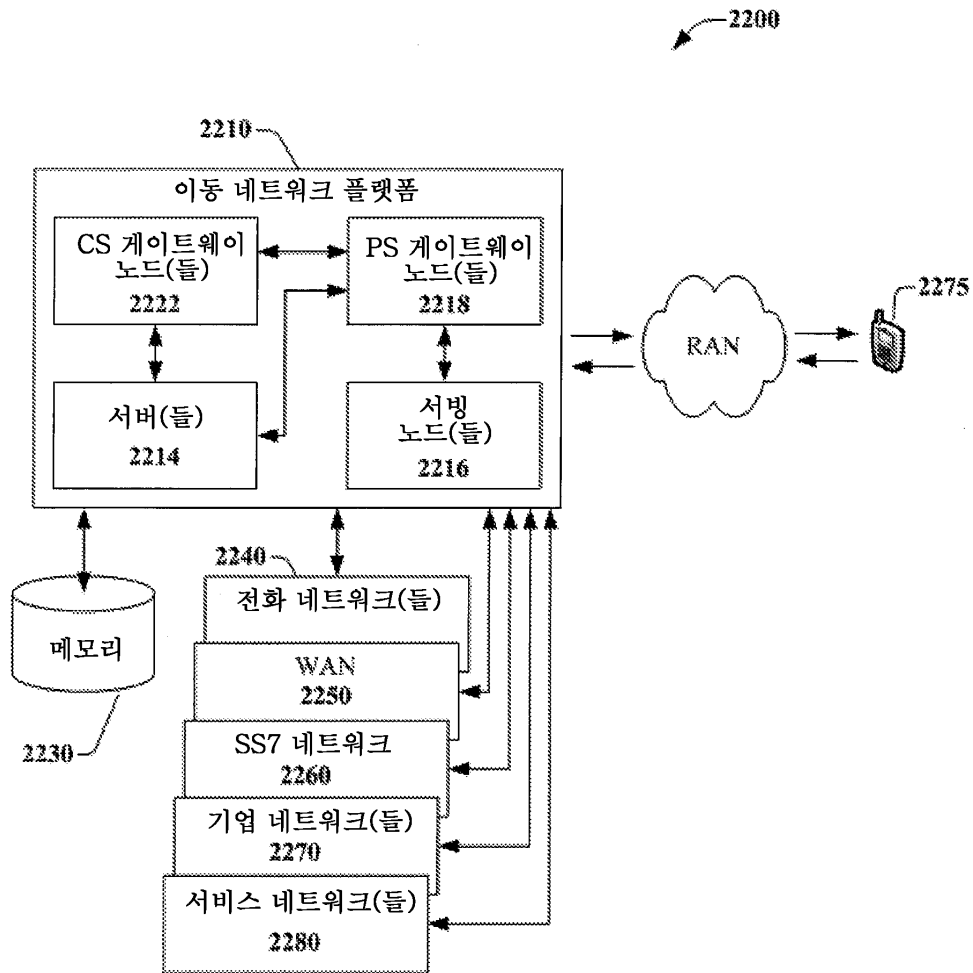 2200
2210
이동 네트워크 플랫폼
CS 게이트웨이
노드(들)
2222
PS 게이트웨이
노드(들)
2218
서버(들)
2214
서빙
노드(들)
2216
RAN
2275
메모리
2230
2240
전화 네트워크(들)
WAN
2250
SS7 네트워크
2260
기업 네트워크(들)
2270
서비스 네트워크(들)
2280